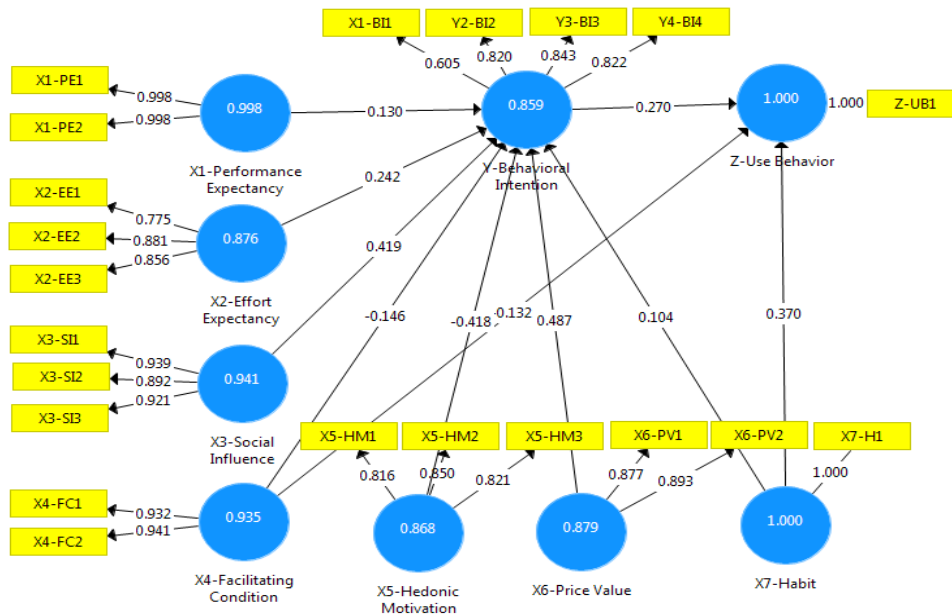 X1-BI1
Y2-BI2
Y3-BI3
Y4-BI4
0.605
0.820
0.843
0.822
X1-PE1
X1-PE2
0.998
0.998
0.998
X1-Performance
Expectancy
0.130
0.859
Y-Behavioral
Intention
0.270
1.000
Z-Use Behavior
1.000
Z-UB1
X2-EE1
X2-EE2
X2-EE3
0.775
0.881
0.856
0.876
X2-Effort
Expectancy
0.242
0.419
-0.146
-0.418
-0.132
0.487
0.104
0.370
X3-SI1
X3-SI2
X3-SI3
0.939
0.892
0.921
0.941
X3-Social
Influence
X4-FC1
X4-FC2
0.932
0.941
0.935
X4-Facilitating
Condition
X5-HM1
X5-HM2
X5-HM3
0.816
0.850
0.821
0.868
X5-Hedonic
Motivation
X6-PV1
X6-PV2
0.877
0.893
0.879
X6-Price Value
X7-H1
1.000
1.000
X7-Habit